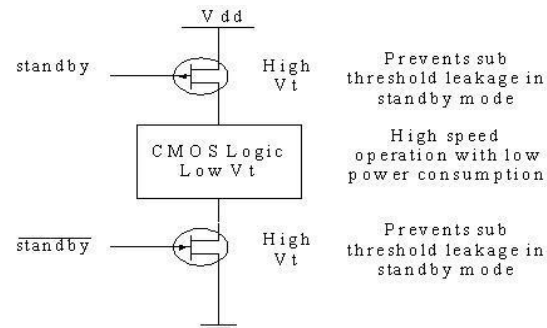 Vdd
standby
High
Vt
Prevents sub
threshold leakage in
standby mode
CMOS Logic
Low Vt
High speed
operation with low
power consumption
standby
High
Vt
Prevents sub
threshold leakage in
standby mode